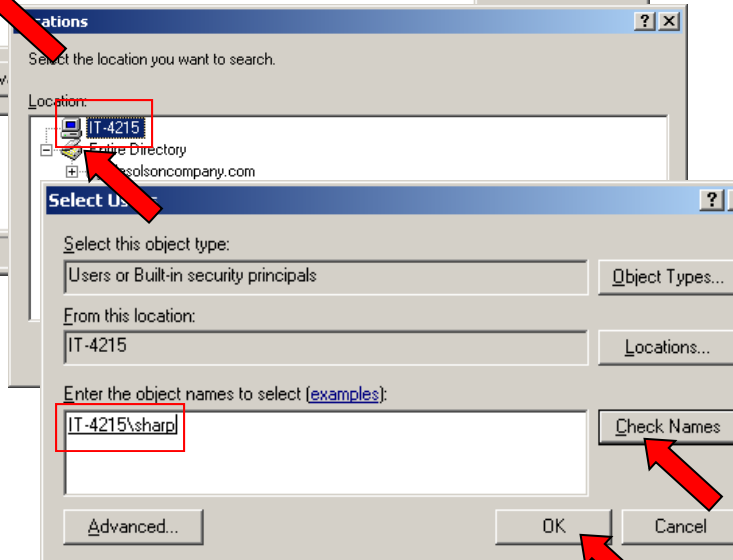 ations
Select the location you want to search.
Location:
IT-4215
Entire Directory
solsoncompany.com
Select Us
Select this object type:
Users or Built-in security principals
Object Types...
From this location:
IT-4215
Locations...
Enter the object names to select (examples):
IT-4215\sharp
Check Names
Advanced...
OK
Cancel